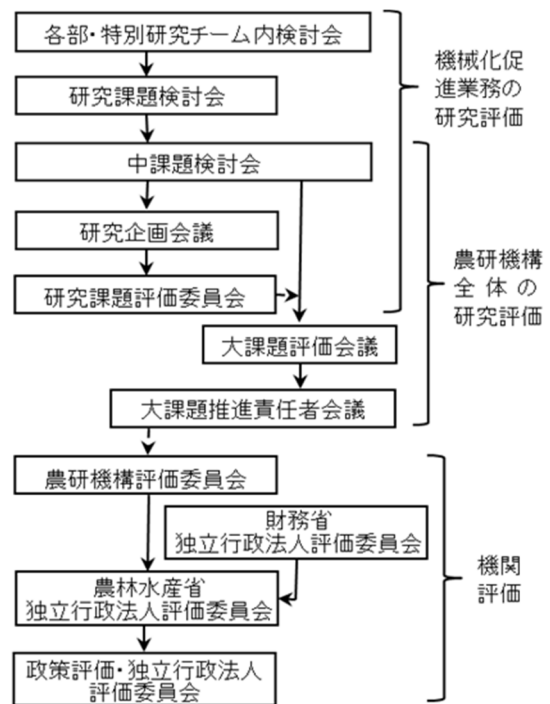 各部・特別研究チーム内検討会
研究課題検討会
中課題検討会
研究企画会議
研究課題評価委員会
大課題評価会議
大課題推進責任者会議
農研機構評価委員会
財務省
独立行政法人評価委員会
農林水産省
独立行政法人評価委員会
政策評価・独立行政法人
評価委員会
機械化促
進業務の
研究評価
農研機構
全体の
研究評価
機関
評価